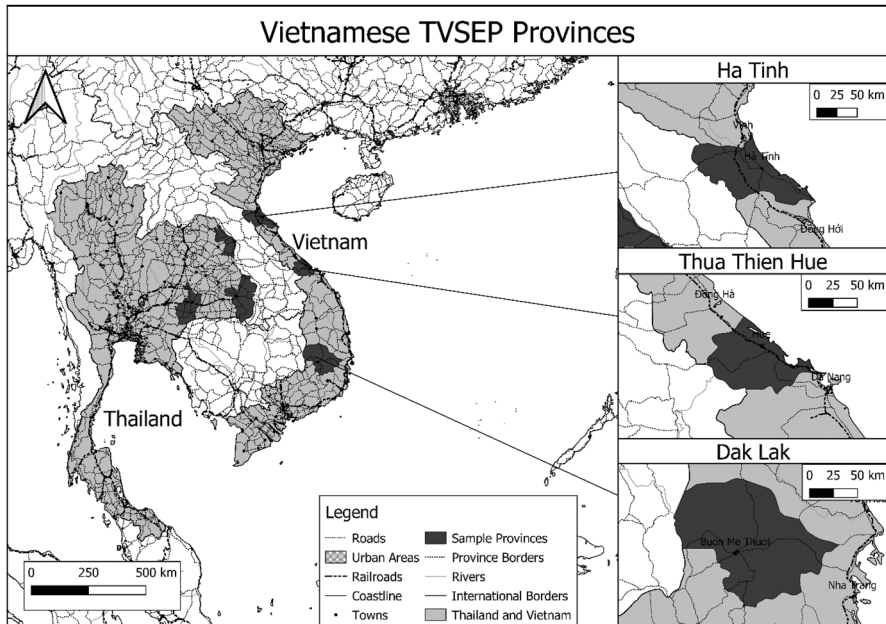 Vietnamese TVSEP Provinces
Vietnam
Thailand
Legend
Roads
Urban Areas
Railroads
Coastline
Towns
Sample Provinces
Province Borders
Rivers
International Borders
Thailand and Vietnam
0 250 500 km
Ha Tinh
0 25 50 km
Vinh
Hà Tĩnh
Đồng Hới
Thua Thien Hue
0 25 50 km
Đông Hà
Hue
Da Nang
Dak Lak
0 25 50 km
Buon Me Thuot
Nha Trang